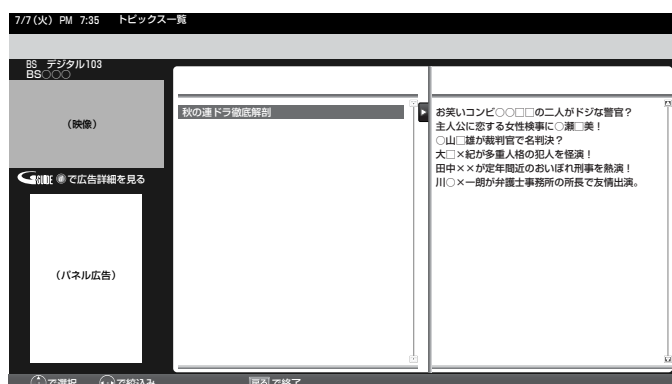 7/7(火) PM 7:35 トピックス一覧
BS デジタル103
BS○○○
(映像)
GGUIDE で広告詳細を見る
(パネル広告)
秋の連ドラ徹底解剖
お笑いコンビ○○□□の二人がドジな警官?
主人公に恋する女性検事に○瀬□美!
○山□雄が裁判官で名判決?
大□×紀が多重人格の犯人を怪演!
田中××が定年間近のおいぼれ刑事を熱演!
川○×一朗が弁護士事務所の所長で友情出演。
で選択 で絞込み 戻る で終了